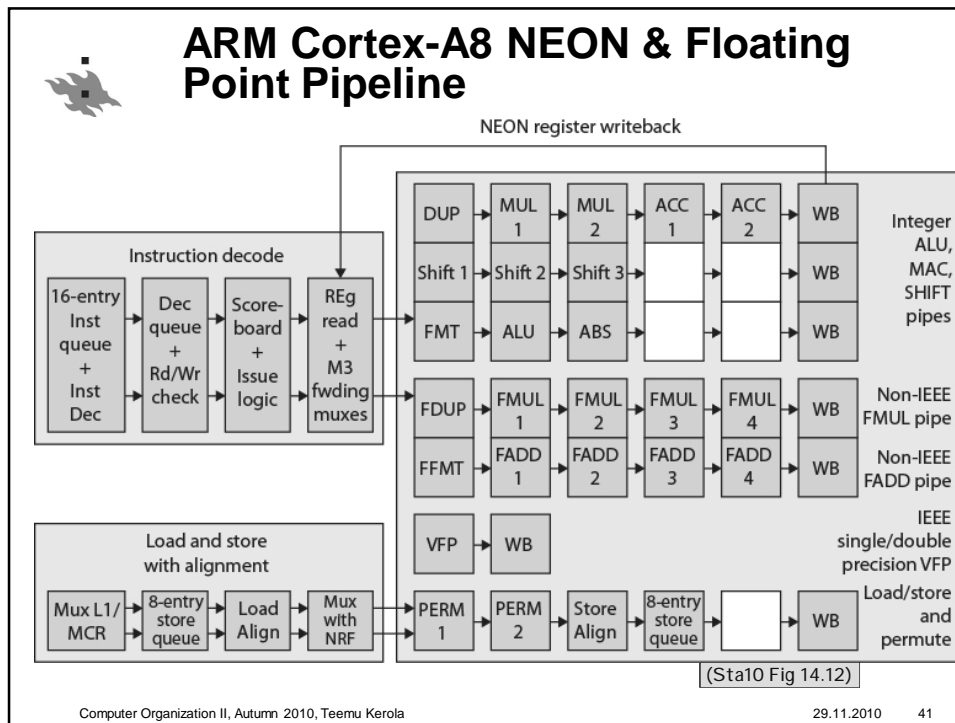 ARM Cortex-A8 NEON & Floating
Point Pipeline
NEON register writeback
Instruction decode
16-entry
Inst
queue
+
Inst
Dec
Dec
queue
+
Rd/Wr
check
Score-
board
+
Issue
logic
REg
read
+
M3
fwding
muxes
DUP
MUL
1
MUL
2
ACC
1
ACC
2
WB
Shift 1
Shift 2
Shift 3
WB
FMT
ALU
ABS
WB
Integer
ALU,
MAC,
SHIFT
pipes
FDUP
FMUL
1
FMUL
2
FMUL
3
FMUL
4
WB
Non-IEEE
FMUL pipe
FFMT
FADD
1
FADD
2
FADD
3
FADD
4
WB
Non-IEEE
FADD pipe
VFP
WB
IEEE
single/double
precision VFP
Load and store
with alignment
Mux L1/
MCR
8-entry
store
queue
Load
Align
Mux
with
NRF
PERM
1
PERM
2
Store
Align
8-entry
store
queue
WB
Load/store
and
permute
(Sta10 Fig 14.12)
Computer Organization II, Autumn 2010, Teemu Kerola
29.11.2010
41